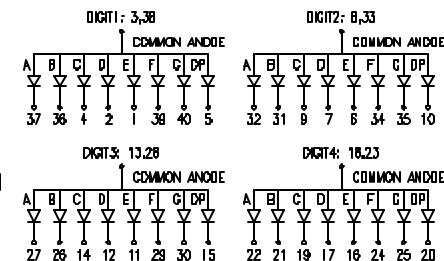 DIGIT1: 3,38
COMMON ANODE
A B C D E F G DP
37 36 4 2 1 39 40 5
DIGIT2: 8,33
COMMON ANODE
A B C D E F G DP
32 31 9 7 6 34 35 10
DIGIT3: 13,28
COMMON ANODE
A B C D E F G DP
27 26 14 12 11 29 30 15
DIGIT4: 18,23
COMMON ANODE
A B C D E F G DP
22 21 19 17 16 24 25 20